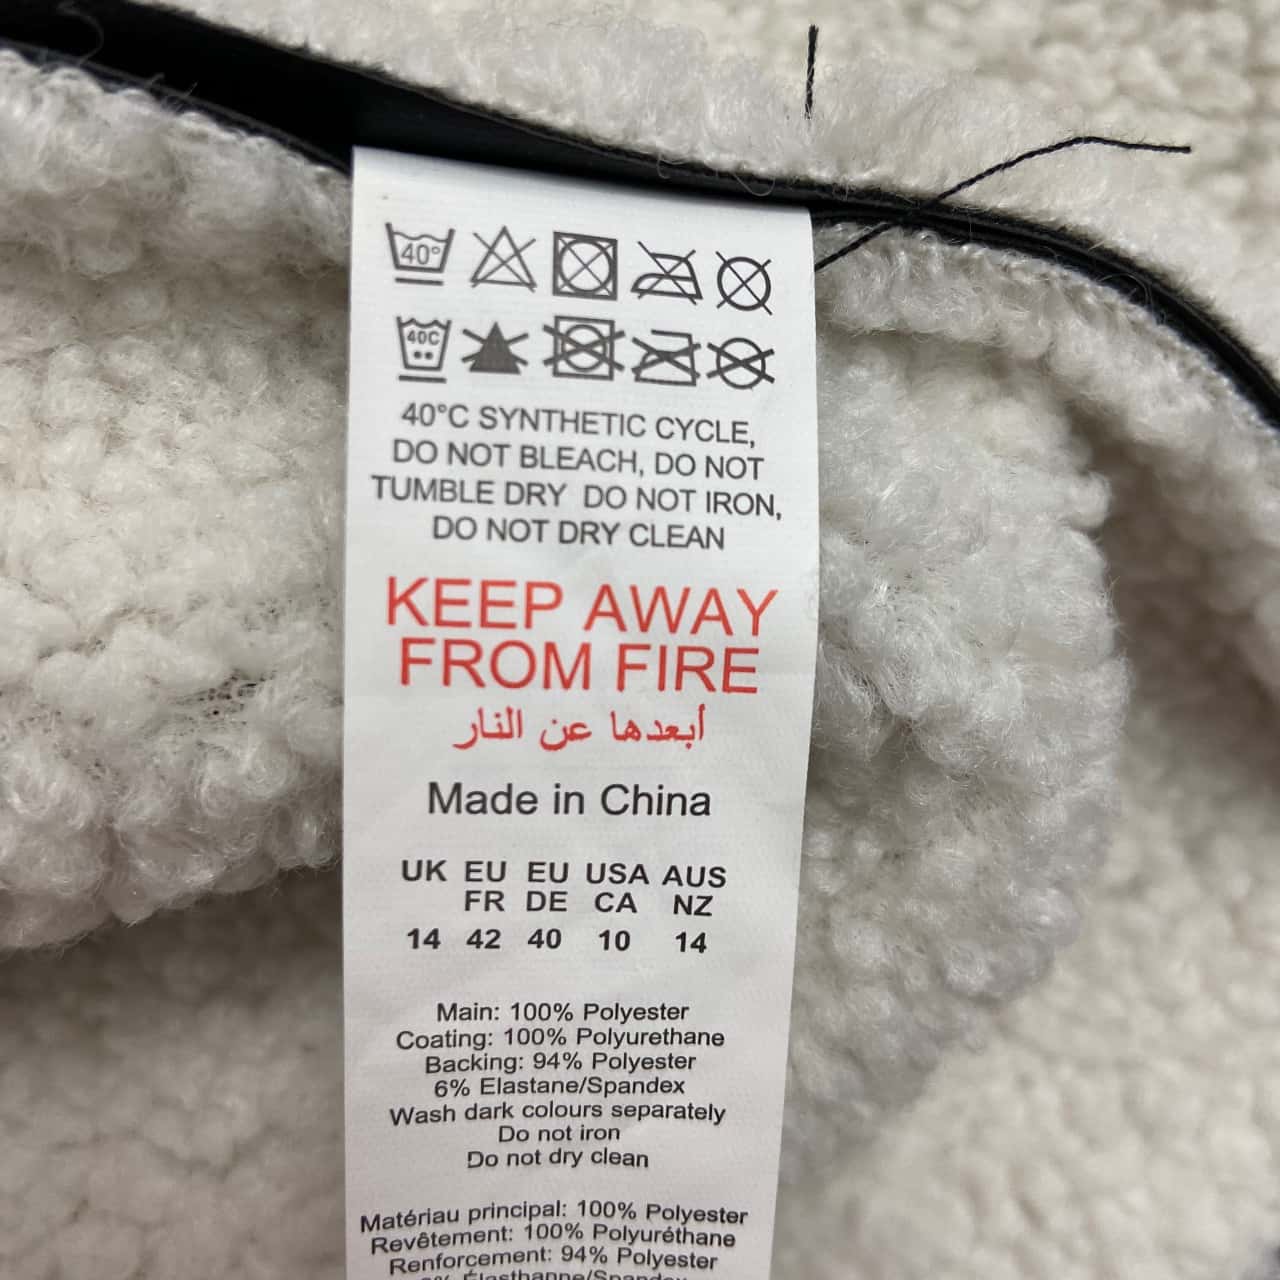 40°
40C
40°C SYNTHETIC CYCLE,
DO NOT BLEACH, DO NOT
TUMBLE DRY DO NOT IRON,
DO NOT DRY CLEAN
KEEP AWAY
FROM FIRE
أبعدها عن النار
Made in China
UK EU EU USA AUS
FR DE CA NZ
14 42 40 10 14
Main: 100% Polyester
Coating: 100% Polyurethane
Backing: 94% Polyester
6% Elastane/Spandex
Wash dark colours separately
Do not iron
Do not dry clean
Matériau principal: 100% Polyester
Revêtement: 100% Polyuréthane
Renforcement: 94% Polyester